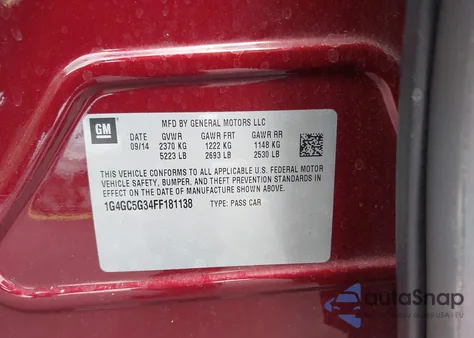 autoSnap
MFD BY GENERAL MOTORS LLC
GM
DATE GVWR GAWR FRT GAWR RR
09/14 2370 KG 1222 KG 1148 KG
5223 LB 2693 LB 2530 LB
THIS VEHICLE CONFORMS TO ALL APPLICABLE U.S. FEDERAL MOTOR
VEHICLE SAFETY, BUMPER, AND THEFT PREVENTION STANDARDS IN
EFFECT ON THE DATE OF MANUFACTURE SHOWN ABOVE.
1G4GC5G34FF181138 TYPE: PASS CAR
autoSnap